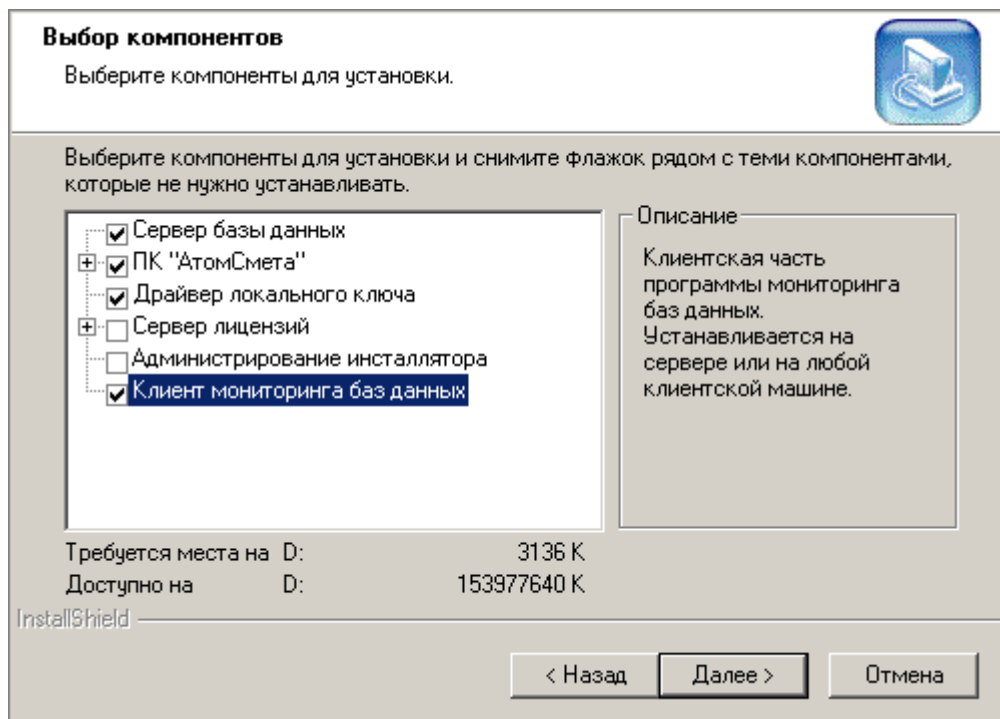 Выбор компонентов
Выберите компоненты для установки.
Выберите компоненты для установки и снимите флажок рядом с теми компонентами,
которые не нужно устанавливать.
Сервер базы данных
ПК "АтомСмета"
Драйвер локального ключа
Сервер лицензий
Администрирование инсталлятора
Клиент мониторинга баз данных
Описание
Клиентская часть
программы мониторинга
баз данных.
Устанавливается на
сервере или на любой
клиентской машине.
Требуется места на D: 3136 K
Доступно на D: 153977640 K
InstallShield
< Назад
Далее >
Отмена